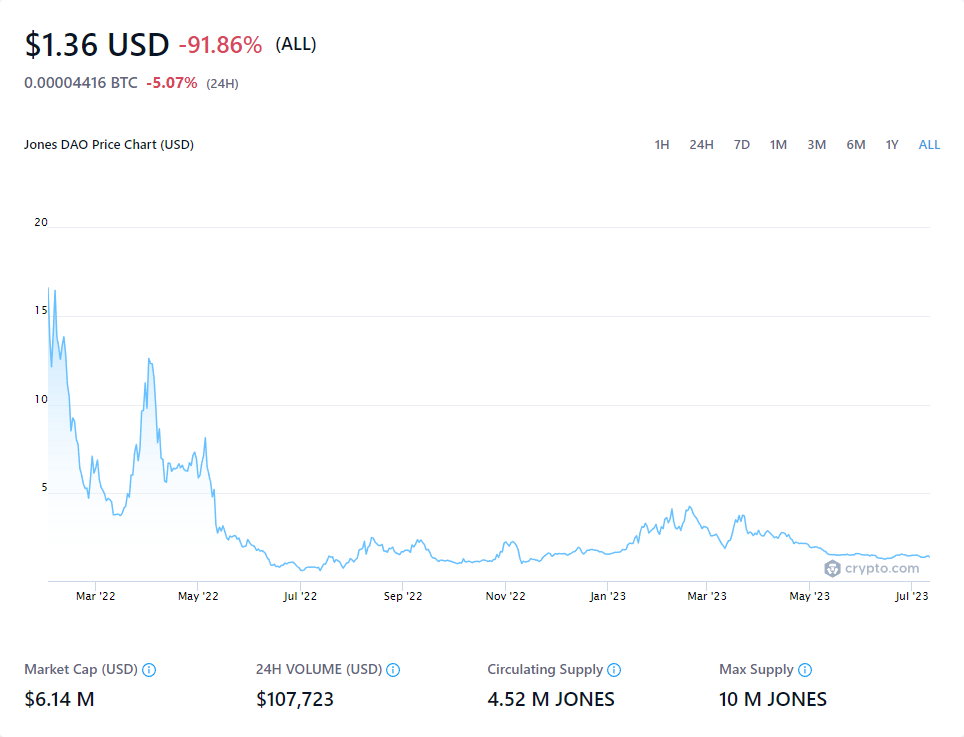 $1.36 USD -91.86% (ALL)
0.00004416 BTC -5.07% (24H)
Jones DAO Price Chart (USD) 1H 24H 7D 1M 3M 6M 1Y ALL
20
15
10
5
crypto.com
Mar '22 May '22 Jul '22 Sep '22 Nov '22 Jan '23 Mar '23 May '23 Jul '23
Market Cap (USD) 24H VOLUME (USD) Circulating Supply Max Supply
$6.14 M $107,723 4.52 M JONES 10 M JONES